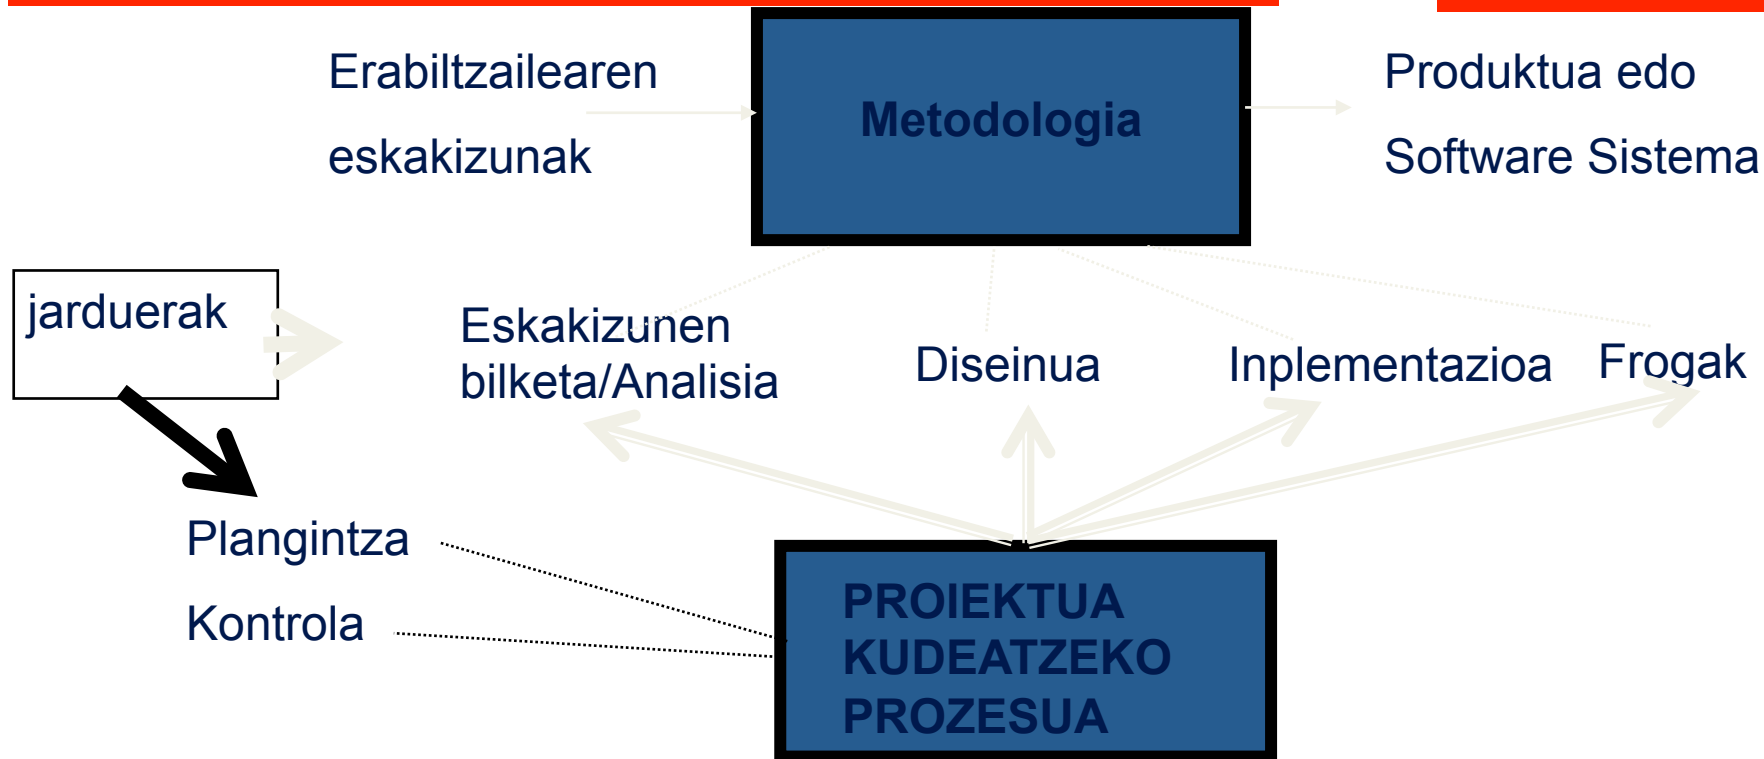 Erabiltzailearen
eskakizunak
Metodologia
Produktua edo
Software Sistema
jarduerak
Eskakizunen
bilketa/Analisia
Diseinua
Inplementazioa
Frogak
Plangintza
Kontrola
PROIEKTUA
KUDEATZEKO
PROZESUA